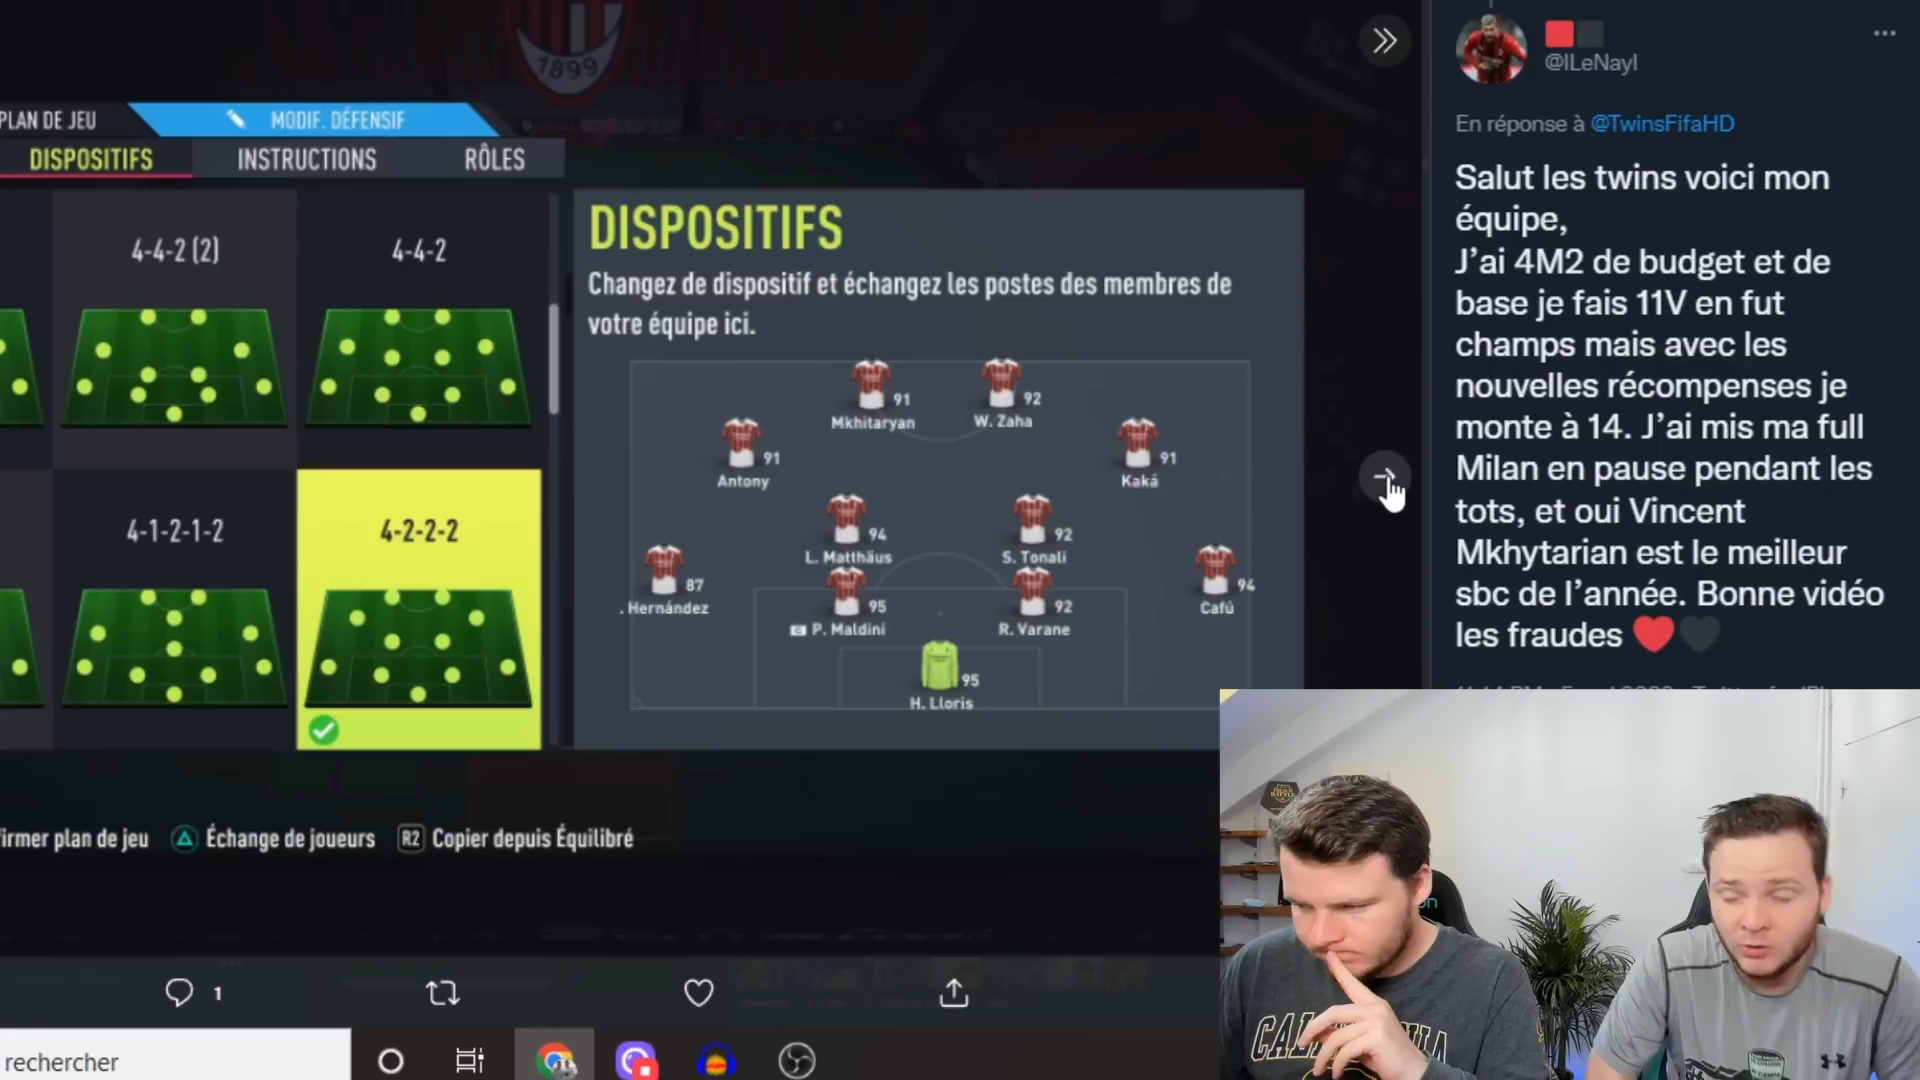 1899
PLAN DE JEU
MODIF. DÉFENSIF
DISPOSITIFS
INSTRUCTIONS
RÔLES
4-4-2 (2)
4-4-2
4-1-2-1-2
4-2-2-2
DISPOSITIFS
Changez de dispositif et échangez les postes des membres de
votre équipe ici.
91
Mkhitaryan
92
W. Zaha
91
Antony
91
Kaká
94
L. Matthäus
92
S. Tonali
87
. Hernández
94
Cafú
95
P. Maldini
92
R. Varane
95
H. Lloris
plan de jeu
Échange de joueurs
R2 Copier depuis Équilibré
1
rechercher
@ILeNayl
En réponse à @TwinsFifaHD
Salut les twins voici mon
équipe,
J’ai 4M2 de budget et de
base je fais 11V en fut
champs mais avec les
nouvelles récompenses je
monte à 14. J’ai mis ma full
Milan en pause pendant les
tots, et oui Vincent
Mkhytarian est le meilleur
sbc de l’année. Bonne vidéo
les fraudes